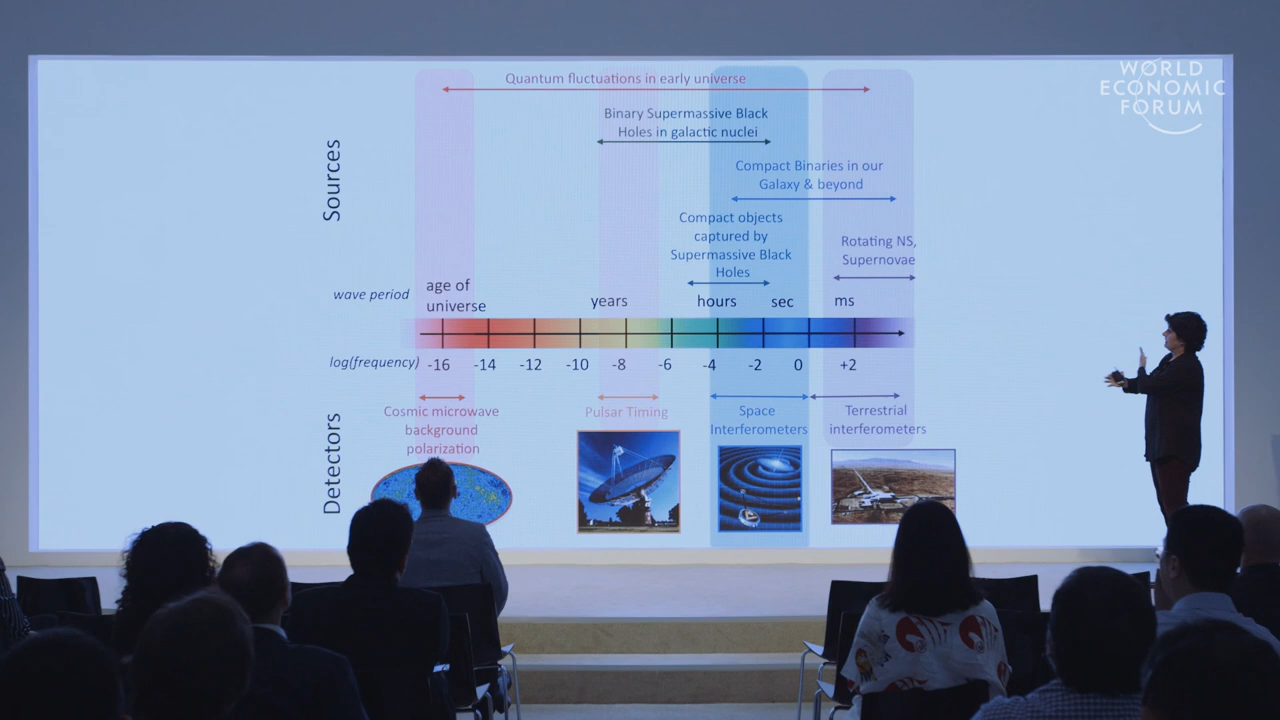 WORLD
ECONOMIC
FORUM
Quantum fluctuations in early universe
Binary Supermassive Black
Holes in galactic nuclei
Compact Binaries in our
Galaxy & beyond
Sources
Compact objects
captured by
Supermassive Black
Holes
Rotating NS,
Supernovae
wave period
age of
universe
years
hours
sec
ms
log(frequency)
-16
-14
-12
-10
-8
-6
-4
-2
0
+2
Detectors
Cosmic microwave
background
polarization
Pulsar Timing
Space
Interferometers
Terrestrial
interferometers